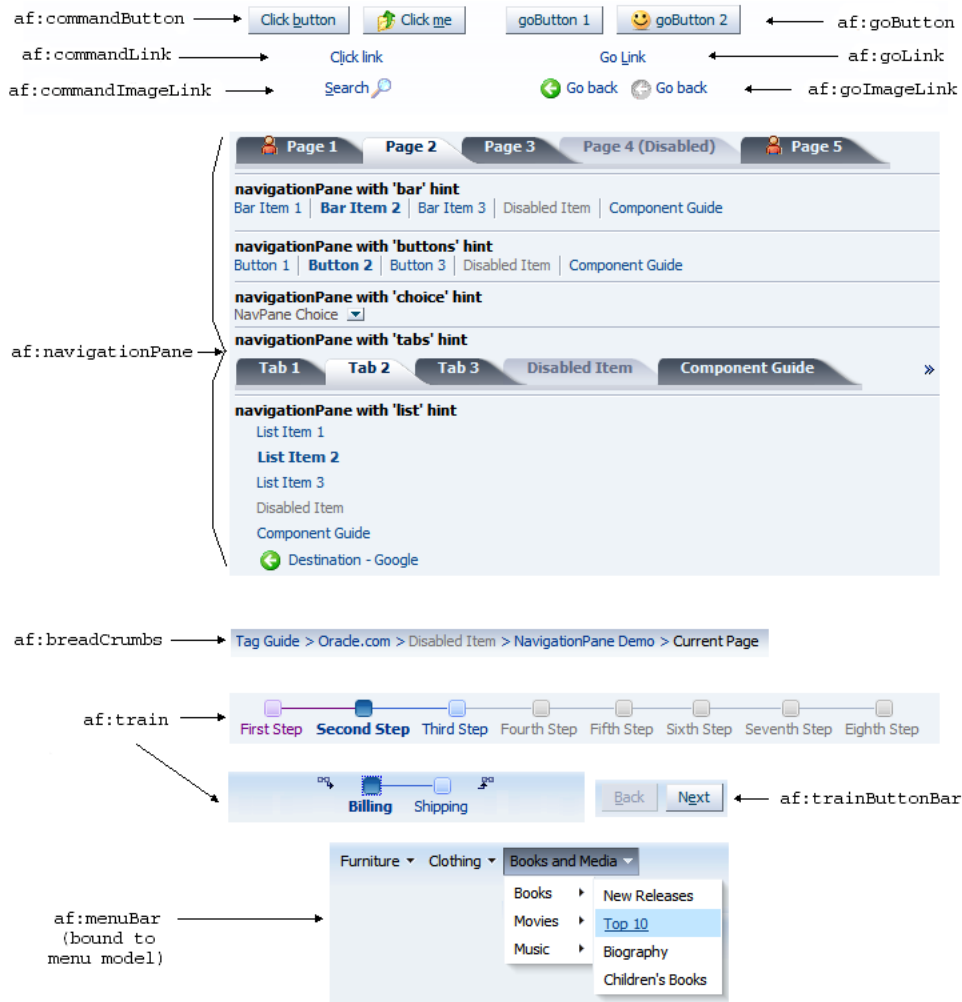 af:commandButton Click button Click me goButton 1 goButton 2 af:goButton
af:commandLink Click link Go Link af:goLink
af:commandImageLink Search Go back Go back af:goImageLink
Page 1 Page 2 Page 3 Page 4 (Disabled) Page 5
navigationPane with 'bar' hint
Bar Item 1 Bar Item 2 Bar Item 3 Disabled Item Component Guide
navigationPane with 'buttons' hint
Button 1 Button 2 Button 3 Disabled Item Component Guide
navigationPane with 'choice' hint
NavPane Choice
navigationPane with 'tabs' hint
af:navigationPane
Tab 1 Tab 2 Tab 3 Disabled Item Component Guide »
navigationPane with 'list' hint
List Item 1
List Item 2
List Item 3
Disabled Item
Component Guide
Destination - Google
af:breadCrumbs Tag Guide > Oracle.com > Disabled Item > NavigationPane Demo > Current Page
af:train
First Step Second Step Third Step Fourth Step Fifth Step Sixth Step Seventh Step Eighth Step
Billing Shipping Back Next af:trainButtonBar
Furniture Clothing Books and Media
Books New Releases
af:menuBar Movies Top 10
(bound to Music Biography
menu model) Children's Books